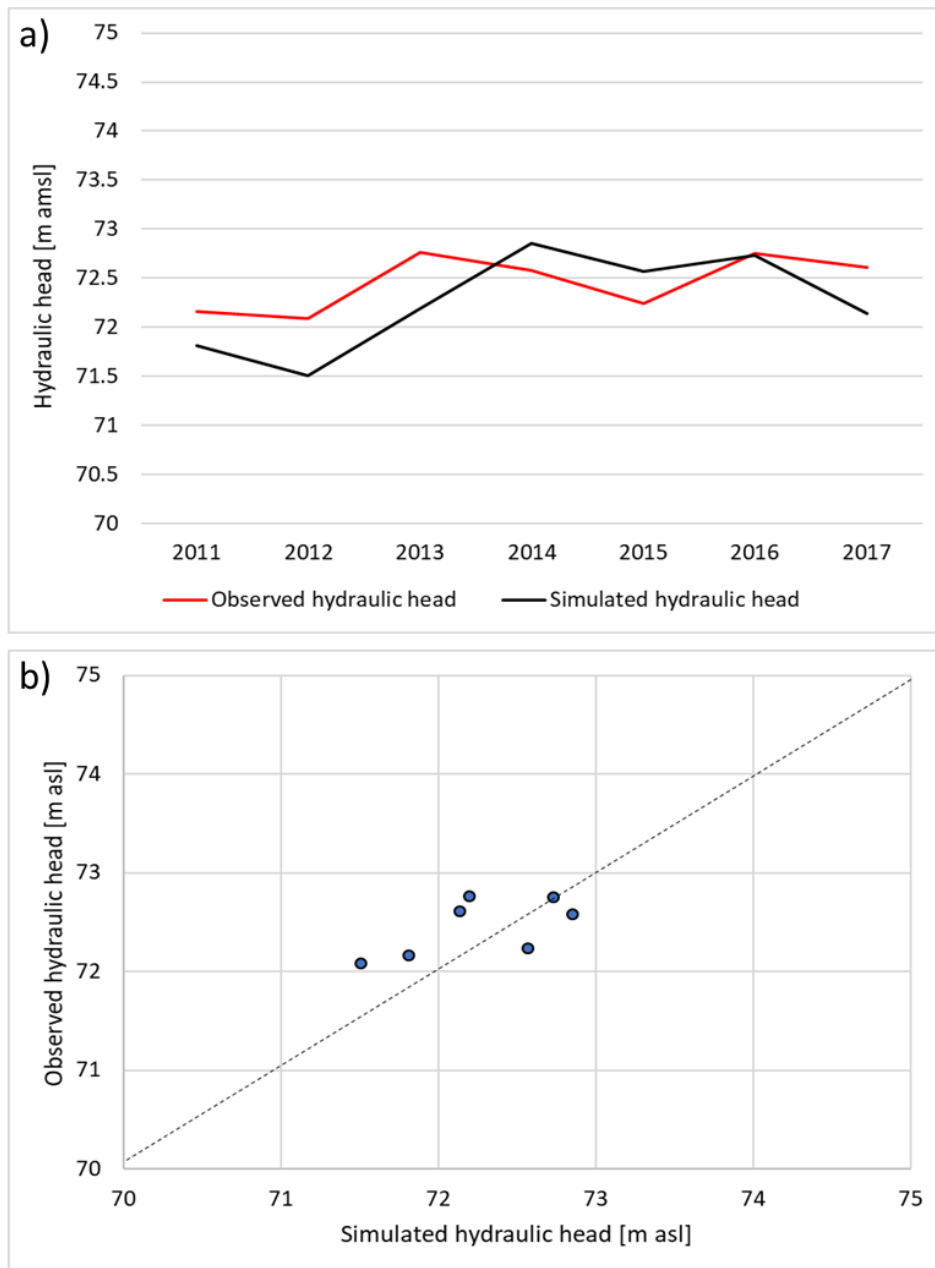 a)
75
74.5
74
73.5
73
72.5
72
71.5
71
70.5
70
Hydraulic head [m amsl]
2011 2012 2013 2014 2015 2016 2017
Observed hydraulic head Simulated hydraulic head
b)
75
74
73
72
71
70
Observed hydraulic head [m asl]
70 71 72 73 74 75
Simulated hydraulic head [m asl]